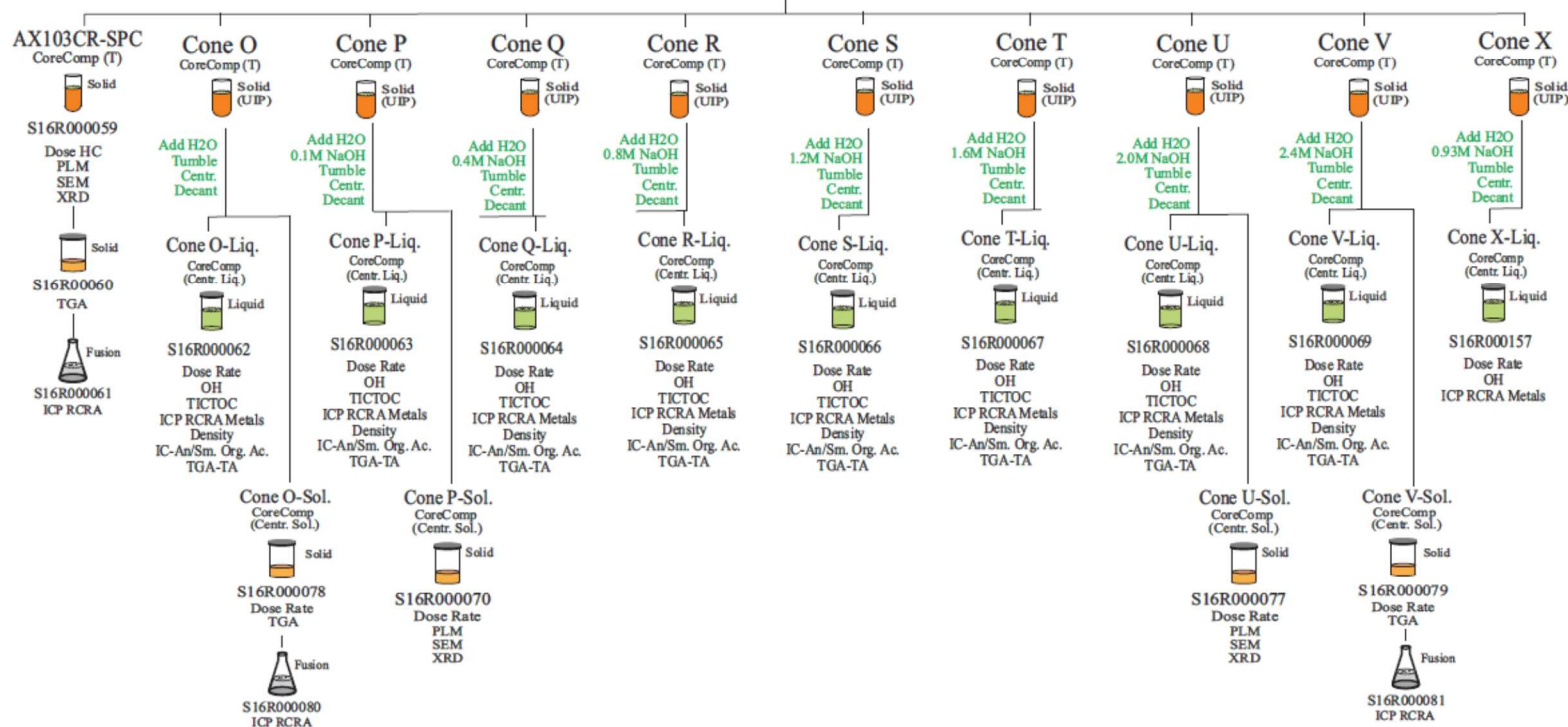 AX103CR-SPC
CoreComp (T)
Solid
S16R000059
Dose HC
PLM
SEM
XRD
Solid
S16R00060
TGA
Fusion
S16R000061
ICP RCRA
Cone O
CoreComp (T)
Solid
(UIP)
Add H2O
Tumble
Centr.
Decant
Cone O-Liq.
CoreComp
(Centr. Liq.)
Liquid
S16R000062
Dose Rate
OH
TICTOC
ICP RCRA Metals
Density
IC-An/Sm. Org. Ac.
TGA-TA
Cone O-Sol.
CoreComp
(Centr. Sol.)
Solid
S16R000078
Dose Rate
TGA
Fusion
S16R000080
ICP RCRA
Cone P
CoreComp (T)
Solid
(UIP)
Add H2O
0.1M NaOH
Tumble
Centr.
Decant
Cone P-Liq.
CoreComp
(Centr. Liq.)
Liquid
S16R000063
Dose Rate
OH
TICTOC
ICP RCRA Metals
Density
IC-An/Sm. Org. Ac.
TGA-TA
Cone P-Sol.
CoreComp
(Centr. Sol.)
Solid
S16R000070
Dose Rate
PLM
SEM
XRD
Cone Q
CoreComp (T)
Solid
(UIP)
Add H2O
0.4M NaOH
Tumble
Centr.
Decant
Cone Q-Liq.
CoreComp
(Centr. Liq.)
Liquid
S16R000064
Dose Rate
OH
TICTOC
ICP RCRA Metals
Density
IC-An/Sm. Org. Ac.
TGA-TA
Cone R
CoreComp (T)
Solid
(UIP)
Add H2O
0.8M NaOH
Tumble
Centr.
Decant
Cone R-Liq.
CoreComp
(Centr. Liq.)
Liquid
S16R000065
Dose Rate
OH
TICTOC
ICP RCRA Metals
Density
IC-An/Sm. Org. Ac.
TGA-TA
Cone S
CoreComp (T)
Solid
(UIP)
Add H2O
1.2M NaOH
Tumble
Centr.
Decant
Cone S-Liq.
CoreComp
(Centr. Liq.)
Liquid
S16R000066
Dose Rate
OH
TICTOC
ICP RCRA Metals
Density
IC-An/Sm. Org. Ac.
TGA-TA
Cone T
CoreComp (T)
Solid
(UIP)
Add H2O
1.6M NaOH
Tumble
Centr.
Decant
Cone T-Liq.
CoreComp
(Centr. Liq.)
Liquid
S16R000067
Dose Rate
OH
TICTOC
ICP RCRA Metals
Density
IC-An/Sm. Org. Ac.
TGA-TA
Cone U
CoreComp (T)
Solid
(UIP)
Add H2O
2.0M NaOH
Tumble
Centr.
Decant
Cone U-Liq.
CoreComp
(Centr. Liq.)
Liquid
S16R000068
Dose Rate
OH
TICTOC
ICP RCRA Metals
Density
IC-An/Sm. Org. Ac.
TGA-TA
Cone U-Sol.
CoreComp
(Centr. Sol.)
Solid
S16R000077
Dose Rate
PLM
SEM
XRD
Cone V
CoreComp (T)
Solid
(UIP)
Add H2O
2.4M NaOH
Tumble
Centr.
Decant
Cone V-Liq.
CoreComp
(Centr. Liq.)
Liquid
S16R000069
Dose Rate
OH
TICTOC
ICP RCRA Metals
Density
IC-An/Sm. Org. Ac.
TGA-TA
Cone V-Sol.
CoreComp
(Centr. Sol.)
Solid
S16R000079
Dose Rate
TGA
Fusion
S16R000081
ICP RCRA
Cone X
CoreComp (T)
Solid
(UIP)
Add H2O
0.93M NaOH
Tumble
Centr.
Decant
Cone X-Liq.
CoreComp
(Centr. Liq.)
Liquid
S16R000157
Dose Rate
OH
ICP RCRA Metals